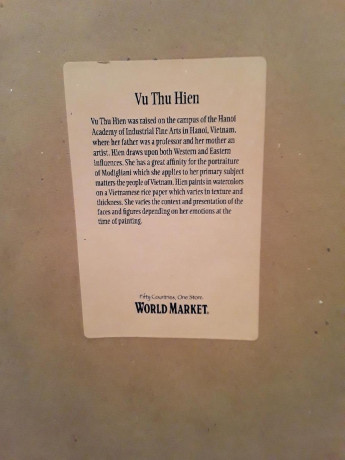 Vu Thu Hien
Vu Thu Hien was raised on the campus of the Hanoi
Academy of Industrial Fine Arts in Hanoi, Vietnam,
where her father was a professor and her mother an
artist. Hien draws upon both Western and Eastern
influences. She has a great affinity for the portraiture
of Modigliani which she applies to her primary subject
matters the people of Vietnam. Hien paints in watercolors
on a Vietnamese rice paper which varies in texture and
thickness. She varies the context and presentation of the
faces and figures depending on her emotions at the
time of painting.
Fifty Countries, One Store
WORLD MARKET.